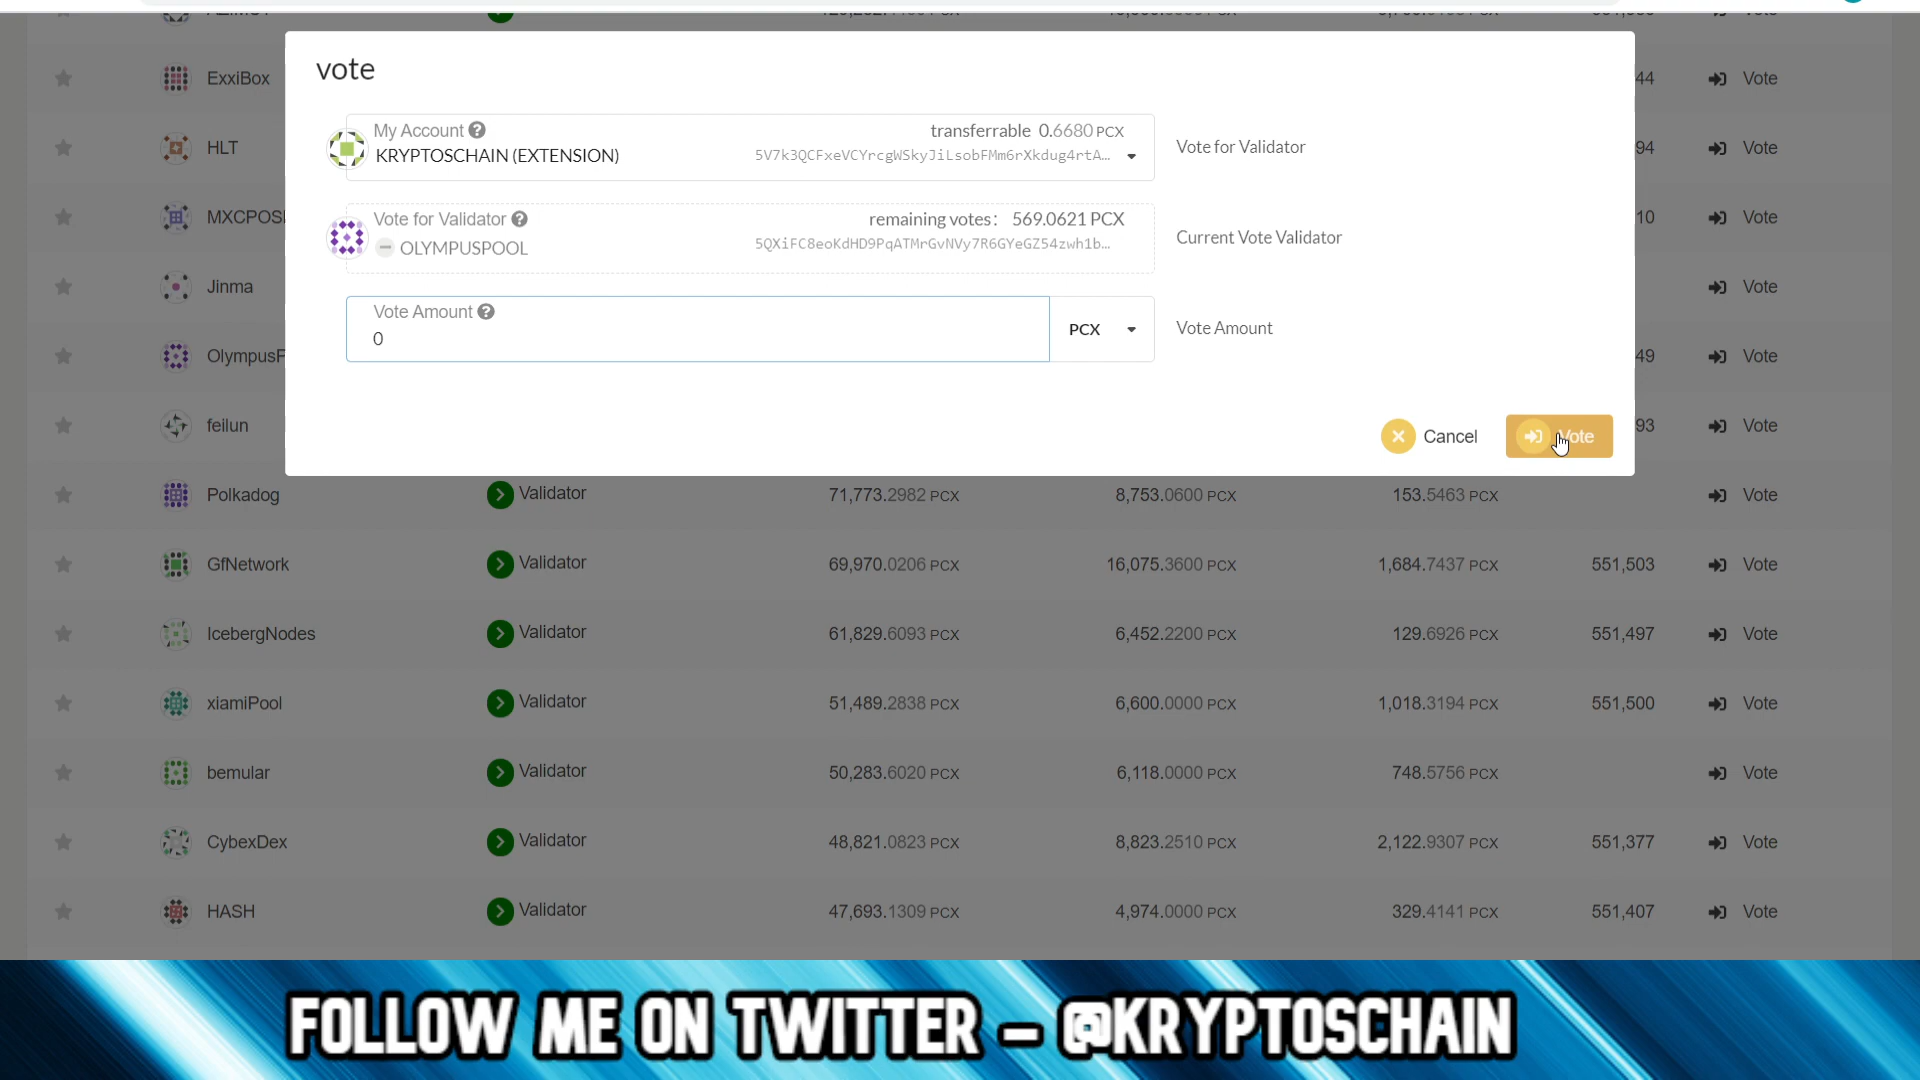 vote
My Account
transferrable 0.6680 PCX
KRYPTOSCHAIN (EXTENSION)
5V7k3QCFxeVCYrcgWSkyJiLsobFMm6rXkdug4rtA…
Vote for Validator
Vote for Validator
remaining votes: 569.0621 PCX
OLYMPUSPOOL
5QXiFC8eoKdHD9PqATMrGvNVy7R6GYeGZ54zwh1b…
Current Vote Validator
Vote Amount
0
PCX
Vote Amount
Cancel
Vote
ExxiBox 44 Vote
HLT 94 Vote
MXCPOS 10 Vote
Jinma Vote
OlympusP 49 Vote
feilun 93 Vote
Polkadog Validator 71,773.2982 PCX 8,753.0600 PCX 153.5463 PCX Vote
GfNetwork Validator 69,970.0206 PCX 16,075.3600 PCX 1,684.7437 PCX 551,503 Vote
IcebergNodes Validator 61,829.6093 PCX 6,452.2200 PCX 129.6926 PCX 551,497 Vote
xiamiPool Validator 51,489.2838 PCX 6,600.0000 PCX 1,018.3194 PCX 551,500 Vote
bemular Validator 50,283.6020 PCX 6,118.0000 PCX 748.5756 PCX Vote
CybexDex Validator 48,821.0823 PCX 8,823.2510 PCX 2,122.9307 PCX 551,377 Vote
HASH Validator 47,693.1309 PCX 4,974.0000 PCX 329.4141 PCX 551,407 Vote
FOLLOW ME ON TWITTER – @KRYPTOSCHAIN